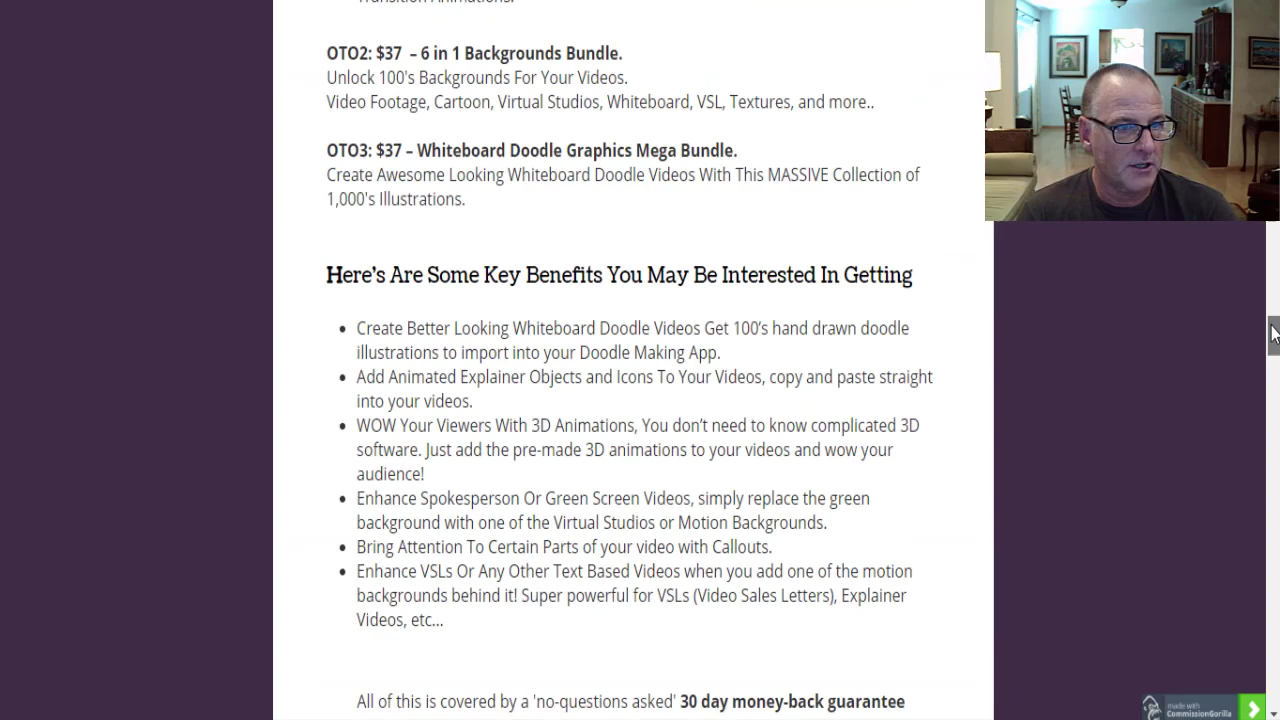 Transition Animations.
OTO2: $37 – 6 in 1 Backgrounds Bundle.
Unlock 100's Backgrounds For Your Videos.
Video Footage, Cartoon, Virtual Studios, Whiteboard, VSL, Textures, and more..
OTO3: $37 – Whiteboard Doodle Graphics Mega Bundle.
Create Awesome Looking Whiteboard Doodle Videos With This MASSIVE Collection of
1,000's Illustrations.
Here’s Are Some Key Benefits You May Be Interested In Getting
Create Better Looking Whiteboard Doodle Videos Get 100’s hand drawn doodle
illustrations to import into your Doodle Making App.
Add Animated Explainer Objects and Icons To Your Videos, copy and paste straight
into your videos.
WOW Your Viewers With 3D Animations, You don’t need to know complicated 3D
software. Just add the pre-made 3D animations to your videos and wow your
audience!
Enhance Spokesperson Or Green Screen Videos, simply replace the green
background with one of the Virtual Studios or Motion Backgrounds.
Bring Attention To Certain Parts of your video with Callouts.
Enhance VSLs Or Any Other Text Based Videos when you add one of the motion
backgrounds behind it! Super powerful for VSLs (Video Sales Letters), Explainer
Videos, etc...
All of this is covered by a 'no-questions asked' 30 day money-back guarantee
made with
CommissionGorilla